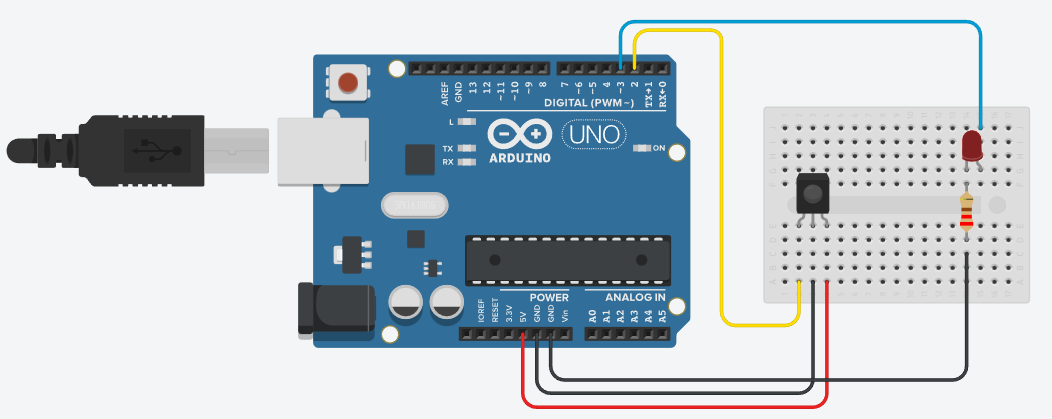 AREF
GND
13
12
~11
~10
~9
~8
7
~6
~5
4
~3
2
TX→1
RX←0
DIGITAL (PWM~)
L
TX
RX
UNO
ON
ARDUINO
POWER
ANALOG IN
IOREF
RESET
3.3V
5V
GND
GND
Vin
A0
A1
A2
A3
A4
A5